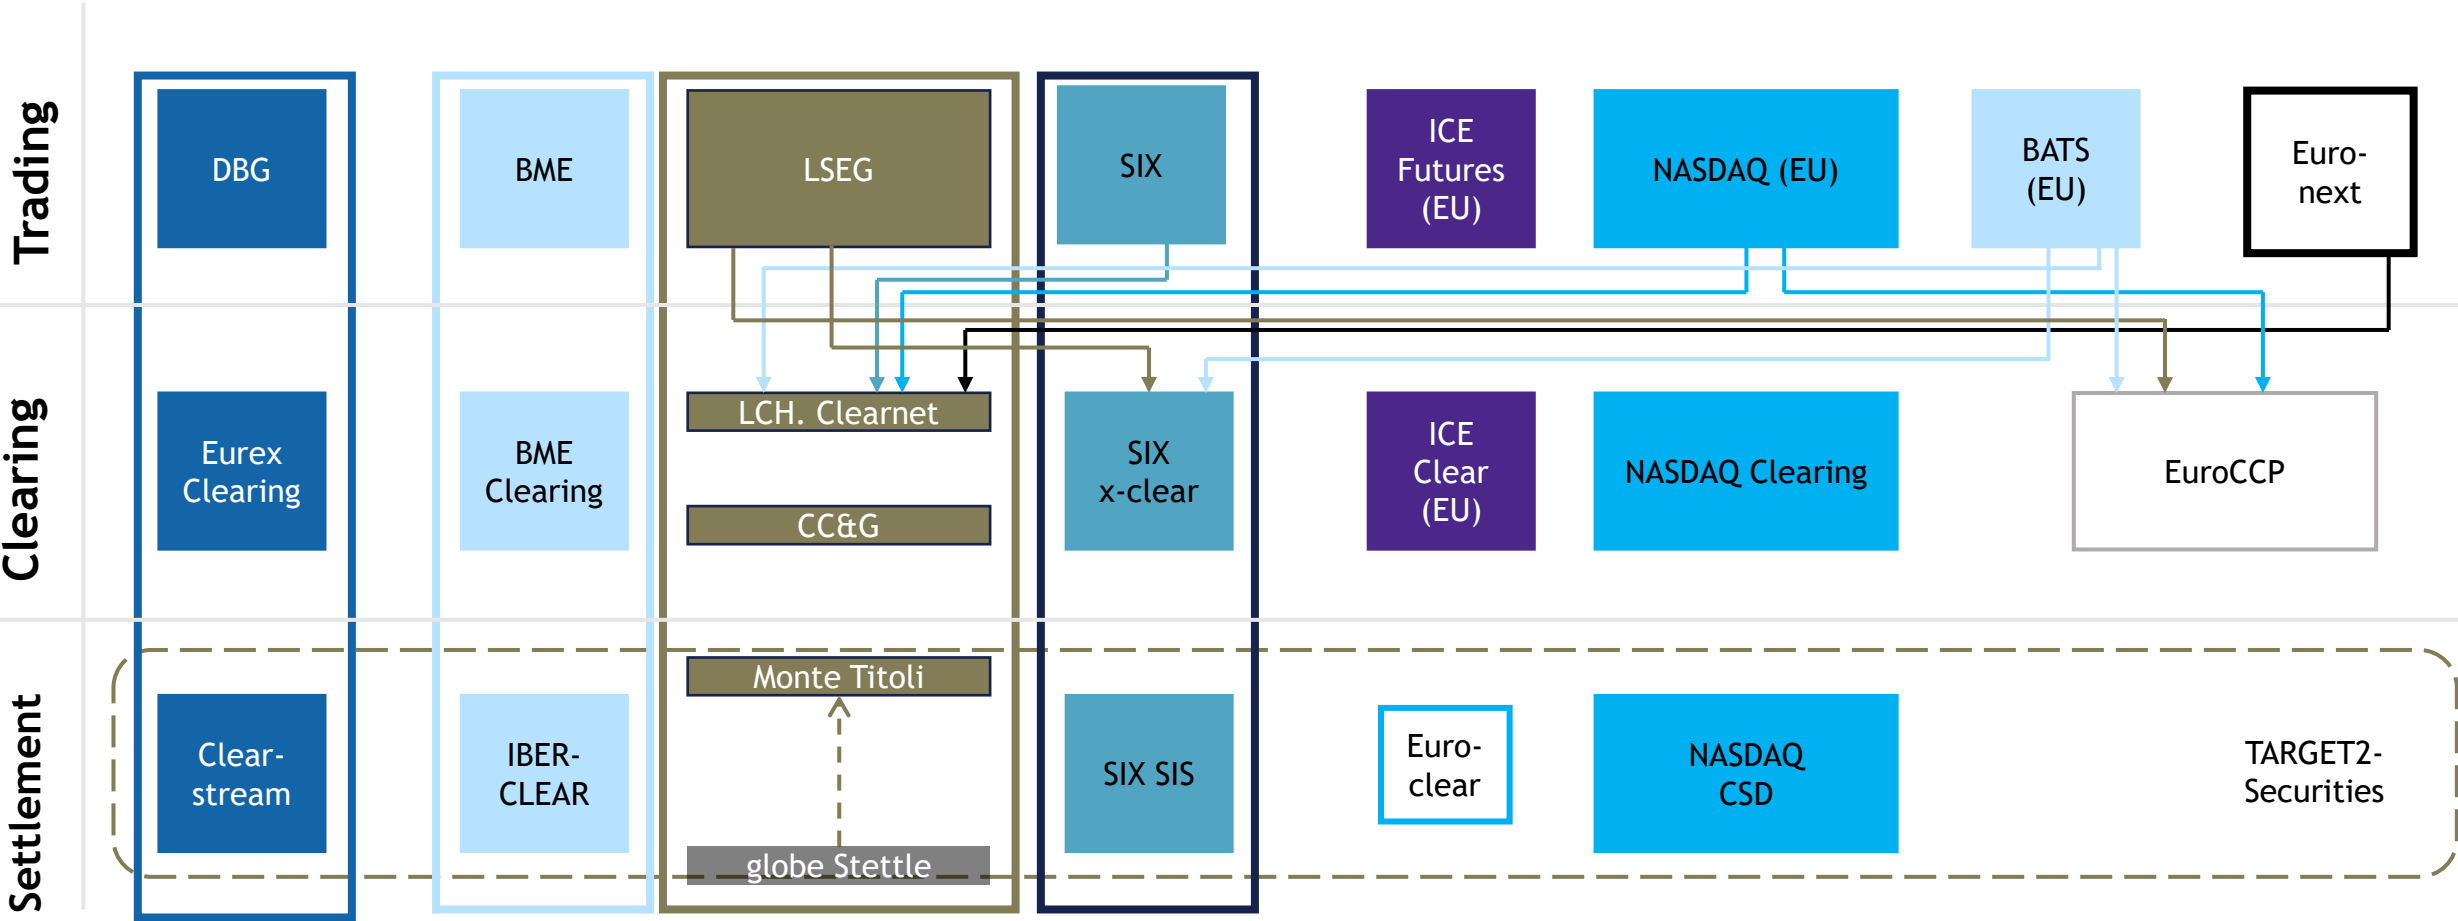 Trading
DBG
BME
LSEG
SIX
ICE
Futures
(EU)
NASDAQ (EU)
BATS
(EU)
Euro-
next
Clearing
Eurex
Clearing
BME
Clearing
LCH. Clearnet
CC&G
SIX
x-clear
ICE
Clear
(EU)
NASDAQ Clearing
EuroCCP
Settlement
Clear-
stream
IBER-
CLEAR
Monte Titoli
globe Stettle
SIX SIS
Euro-
clear
NASDAQ
CSD
TARGET2-
Securities